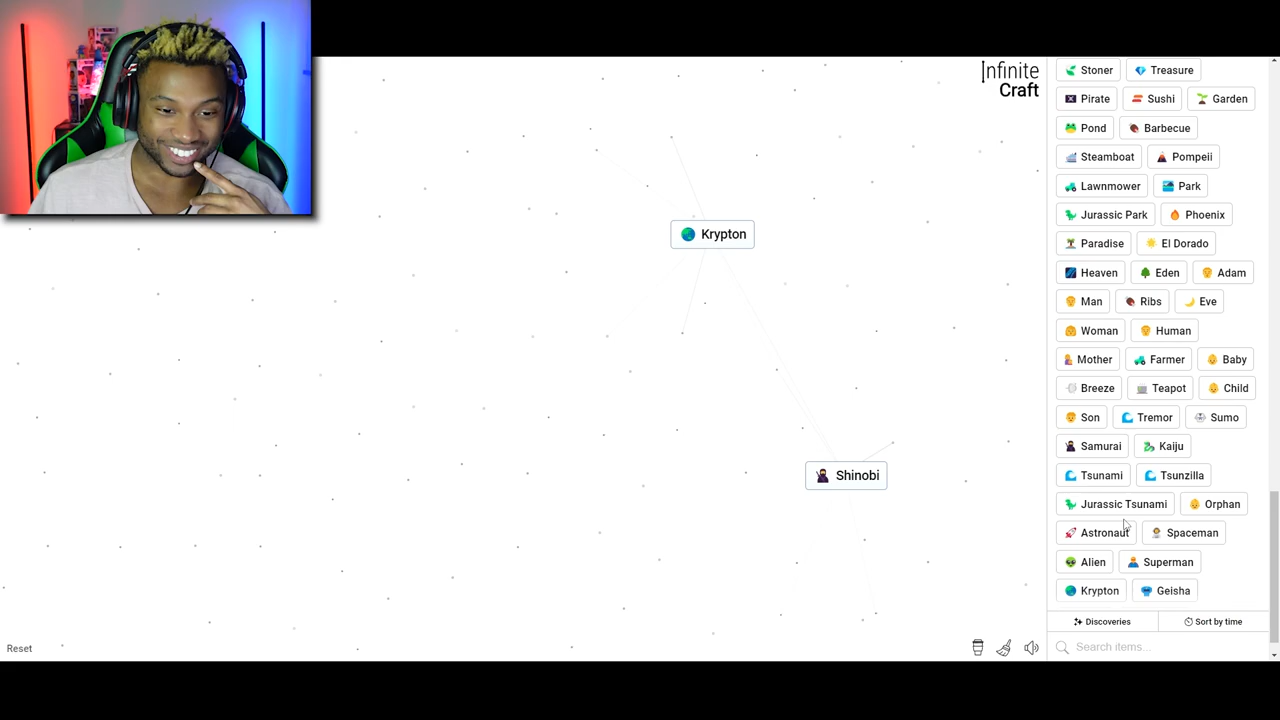 Infinite
Craft
Krypton
Shinobi
Reset
Stoner Treasure
Pirate Sushi Garden
Pond Barbecue
Steamboat Pompeii
Lawnmower Park
Jurassic Park Phoenix
Paradise El Dorado
Heaven Eden Adam
Man Ribs Eve
Woman Human
Mother Farmer Baby
Breeze Teapot Child
Son Tremor Sumo
Samurai Kaiju
Tsunami Tsunzilla
Jurassic Tsunami Orphan
Astronaut Spaceman
Alien Superman
Krypton Geisha
Discoveries Sort by time
Search items...